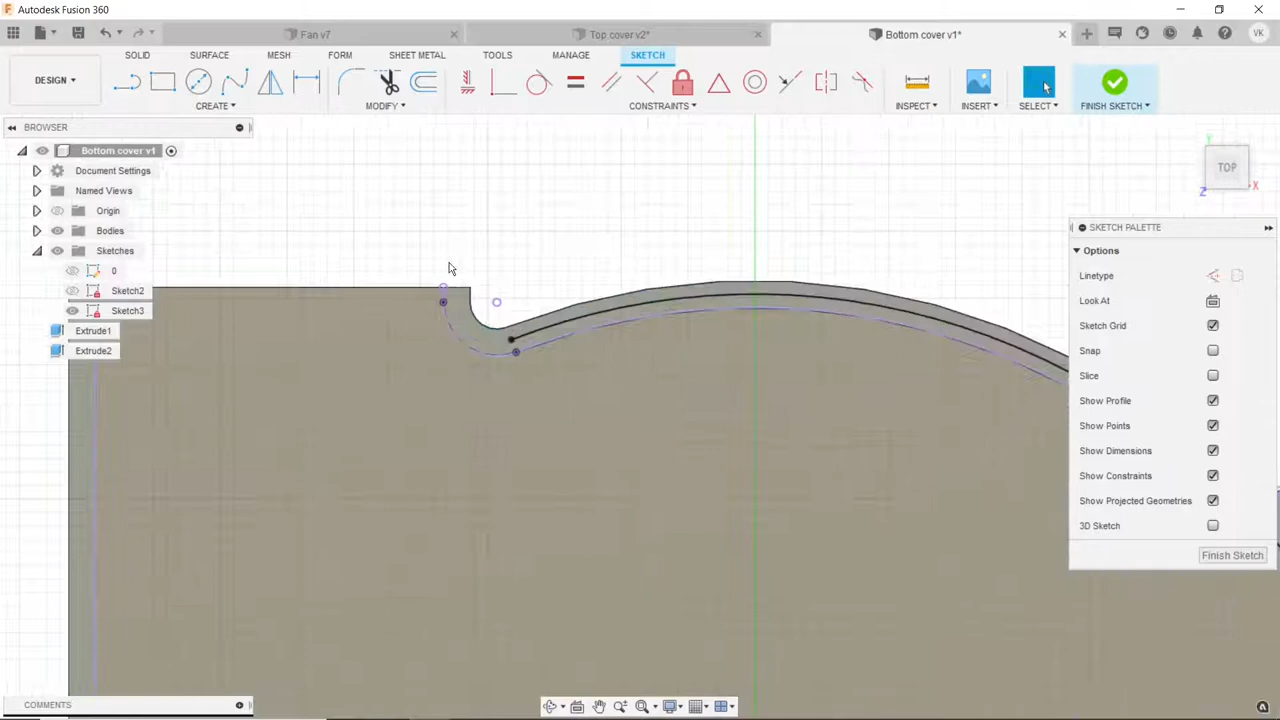 Autodesk Fusion 360
Fan v7
Top cover v2*
Bottom cover v1*
VK
DESIGN
SOLID
SURFACE
MESH
FORM
SHEET METAL
TOOLS
MANAGE
SKETCH
CREATE
MODIFY
CONSTRAINTS
INSPECT
INSERT
SELECT
FINISH SKETCH
BROWSER
Bottom cover v1
Document Settings
Named Views
Origin
Bodies
Sketches
0
Sketch2
Sketch3
Extrude1
Extrude2
Y
TOP
X
Z
SKETCH PALETTE
Options
Linetype
Look At
Sketch Grid
Snap
Slice
Show Profile
Show Points
Show Dimensions
Show Constraints
Show Projected Geometries
3D Sketch
Finish Sketch
COMMENTS